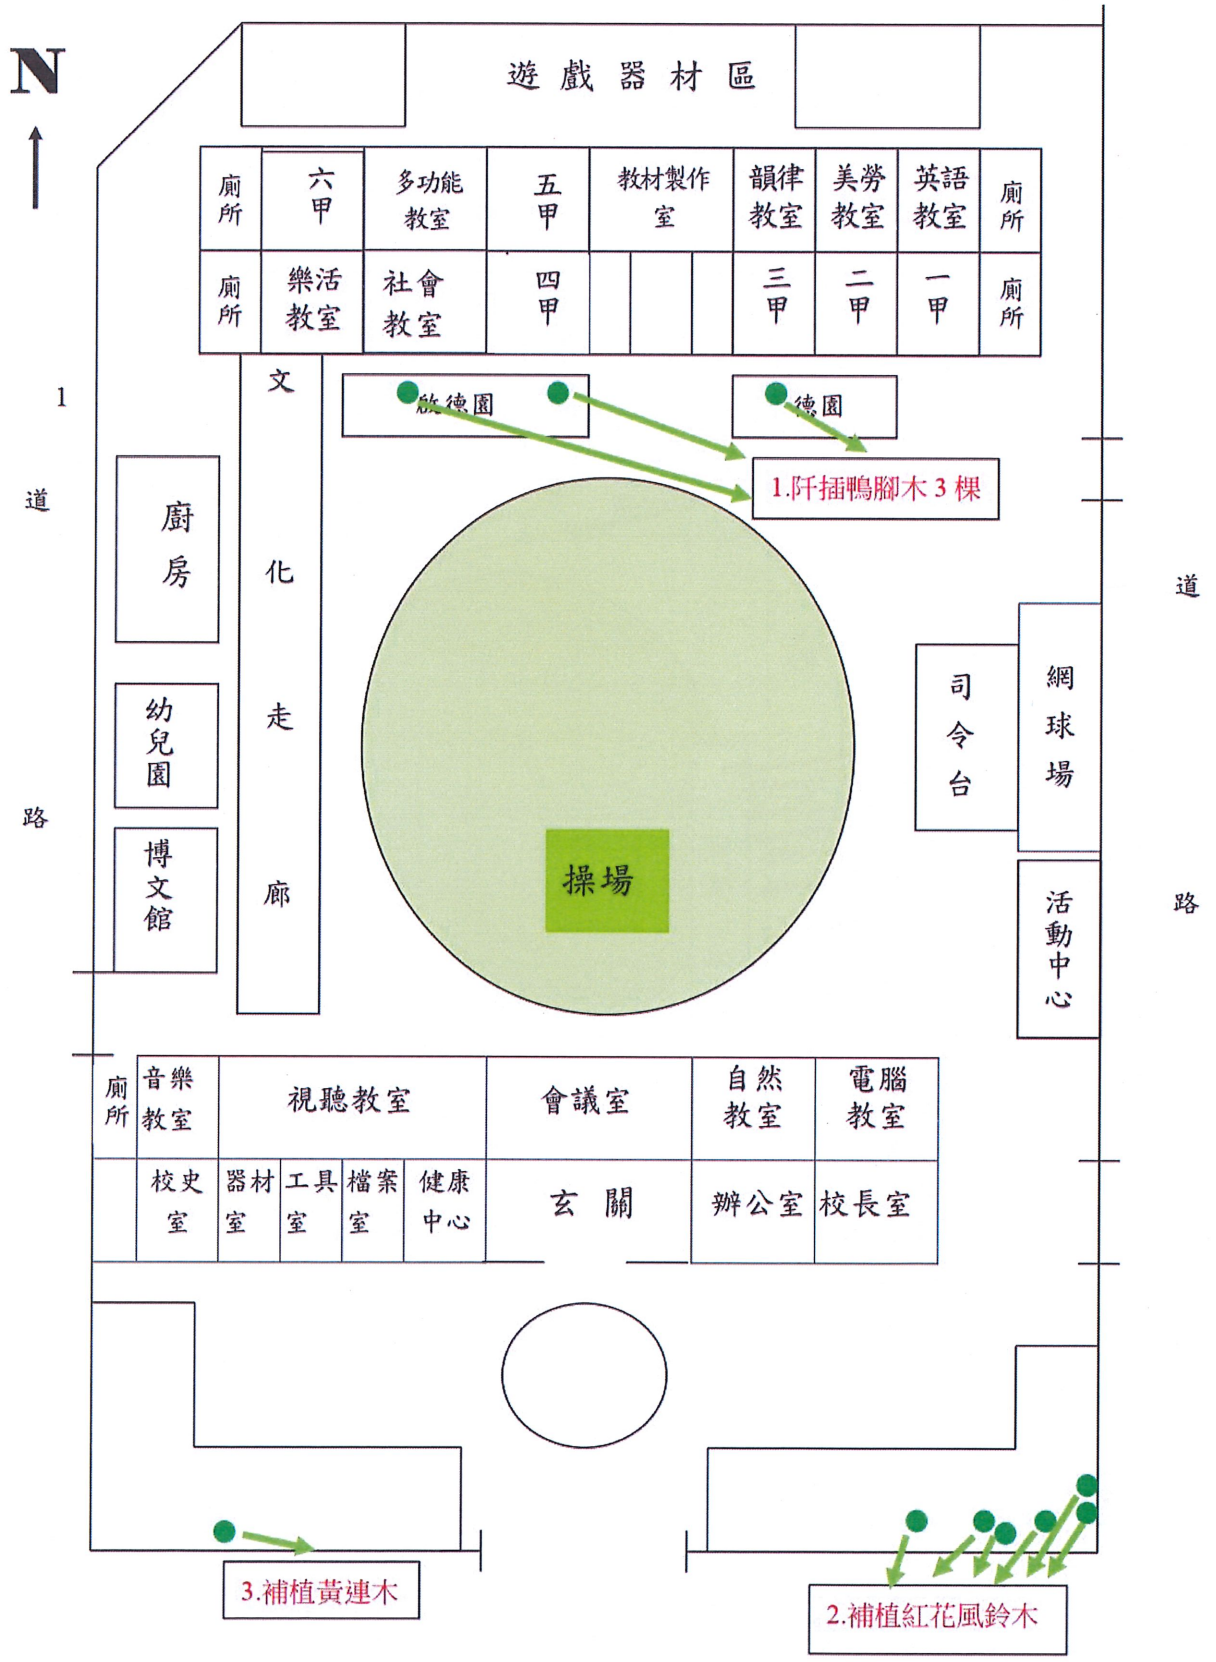 N
遊戲器材區
廁所
六甲
多功能
教室
五甲
教材製作
室
韻律
教室
美勞
教室
英語
教室
廁所
廁所
樂活
教室
社會
教室
四甲
三甲
二甲
一甲
廁所
文化走廊
啟德園
德園
1.阡插鴨腳木 3 棵
1
道
路
廚房
幼兒園
博文館
操場
司令台
網球場
活動中心
道
路
廁所
音樂
教室
視聽教室
會議室
自然
教室
電腦
教室
校史
室
器材
室
工具
室
檔案
室
健康
中心
玄關
辦公室
校長室
3.補植黃連木
2.補植紅花風鈴木